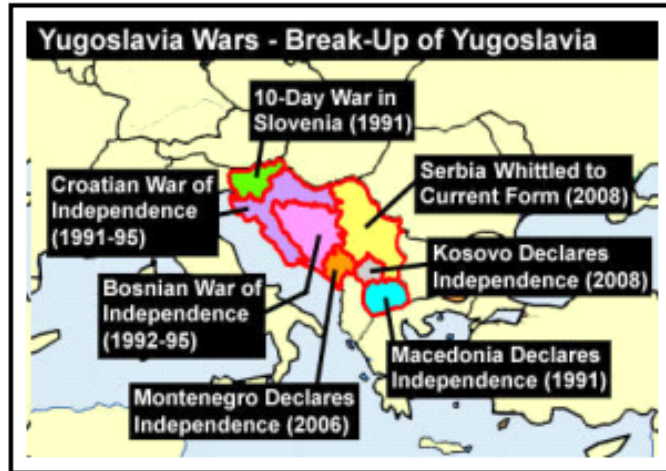 Yugoslavia Wars - Break-Up of Yugoslavia
10-Day War in
Slovenia (1991)
Croatian War of
Independence
(1991-95)
Serbia Whittled to
Current Form (2008)
Kosovo Declares
Independence (2008)
Bosnian War of
Independence
(1992-95)
Macedonia Declares
Independence (1991)
Montenegro Declares
Independence (2006)